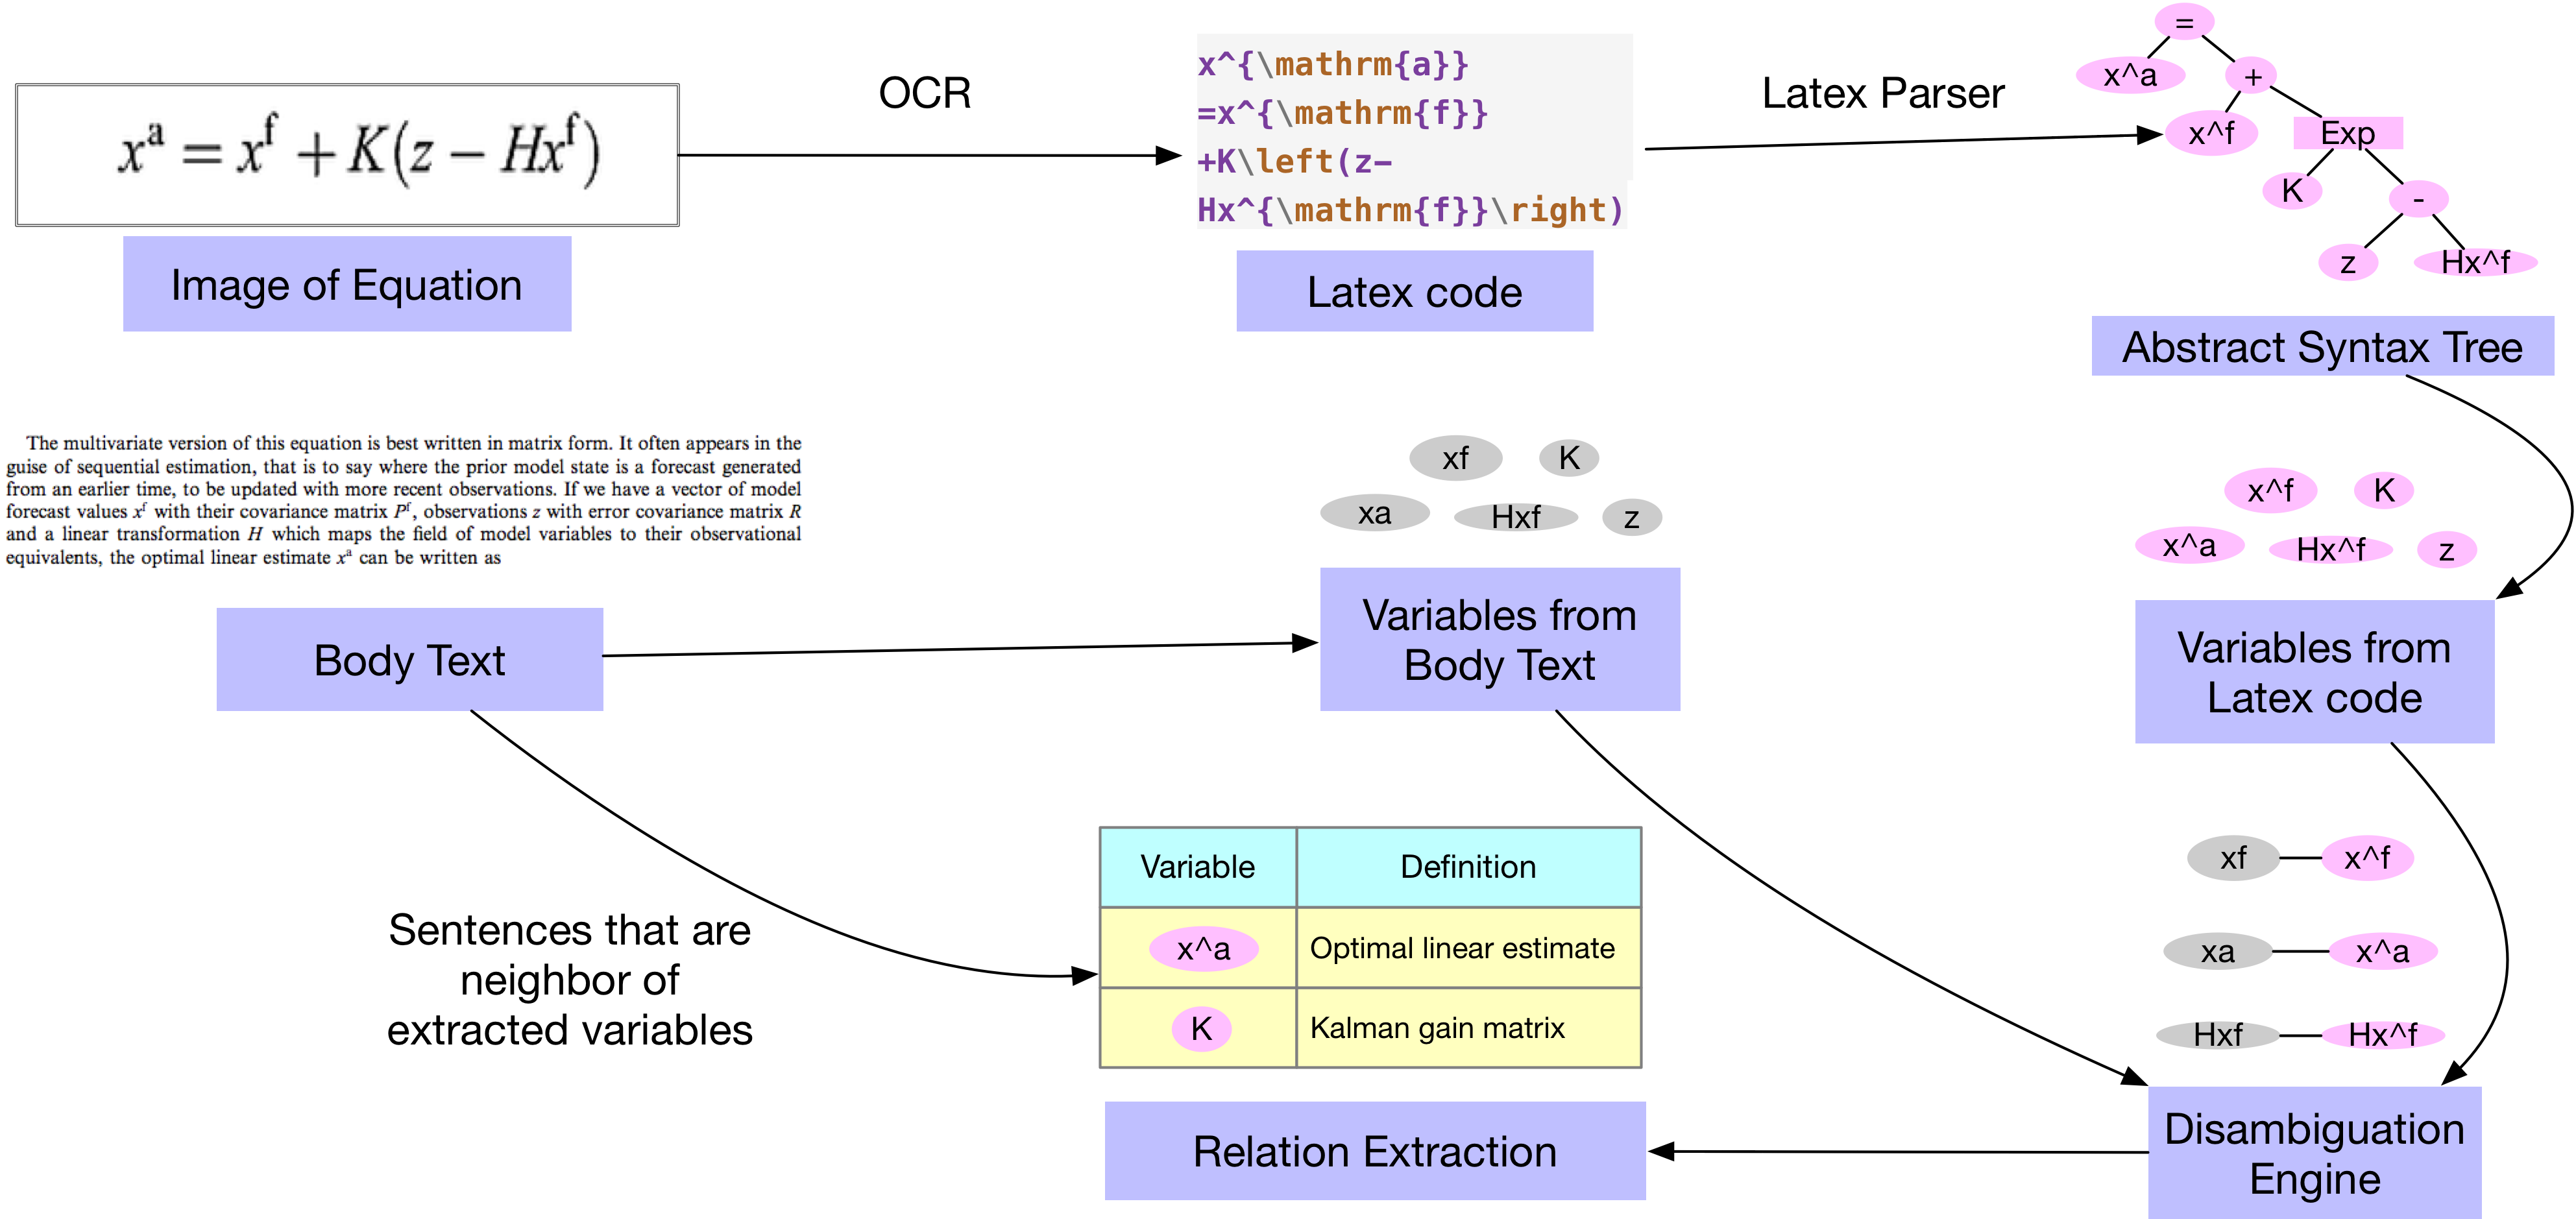 xᵃ = xᶠ + K(z − Hxᶠ)
Image of Equation
OCR
x^{\mathrm{a}}
=x^{\mathrm{f}}
+K\left(z−
Hx^{\mathrm{f}}\right)
Latex code
Latex Parser
=
x^a
+
x^f
Exp
K
-
z
Hx^f
Abstract Syntax Tree
The multivariate version of this equation is best written in matrix form. It often appears in the
guise of sequential estimation, that is to say where the prior model state is a forecast generated
from an earlier time, to be updated with more recent observations. If we have a vector of model
forecast values xᶠ with their covariance matrix Pᶠ, observations z with error covariance matrix R
and a linear transformation H which maps the field of model variables to their observational
equivalents, the optimal linear estimate xᵃ can be written as
Body Text
xf
K
xa
Hxf
z
Variables from
Body Text
x^f
K
x^a
Hx^f
z
Variables from
Latex code
Sentences that are
neighbor of
extracted variables
Variable
Definition
x^a
Optimal linear estimate
K
Kalman gain matrix
Relation Extraction
xf
x^f
xa
x^a
Hxf
Hx^f
Disambiguation
Engine